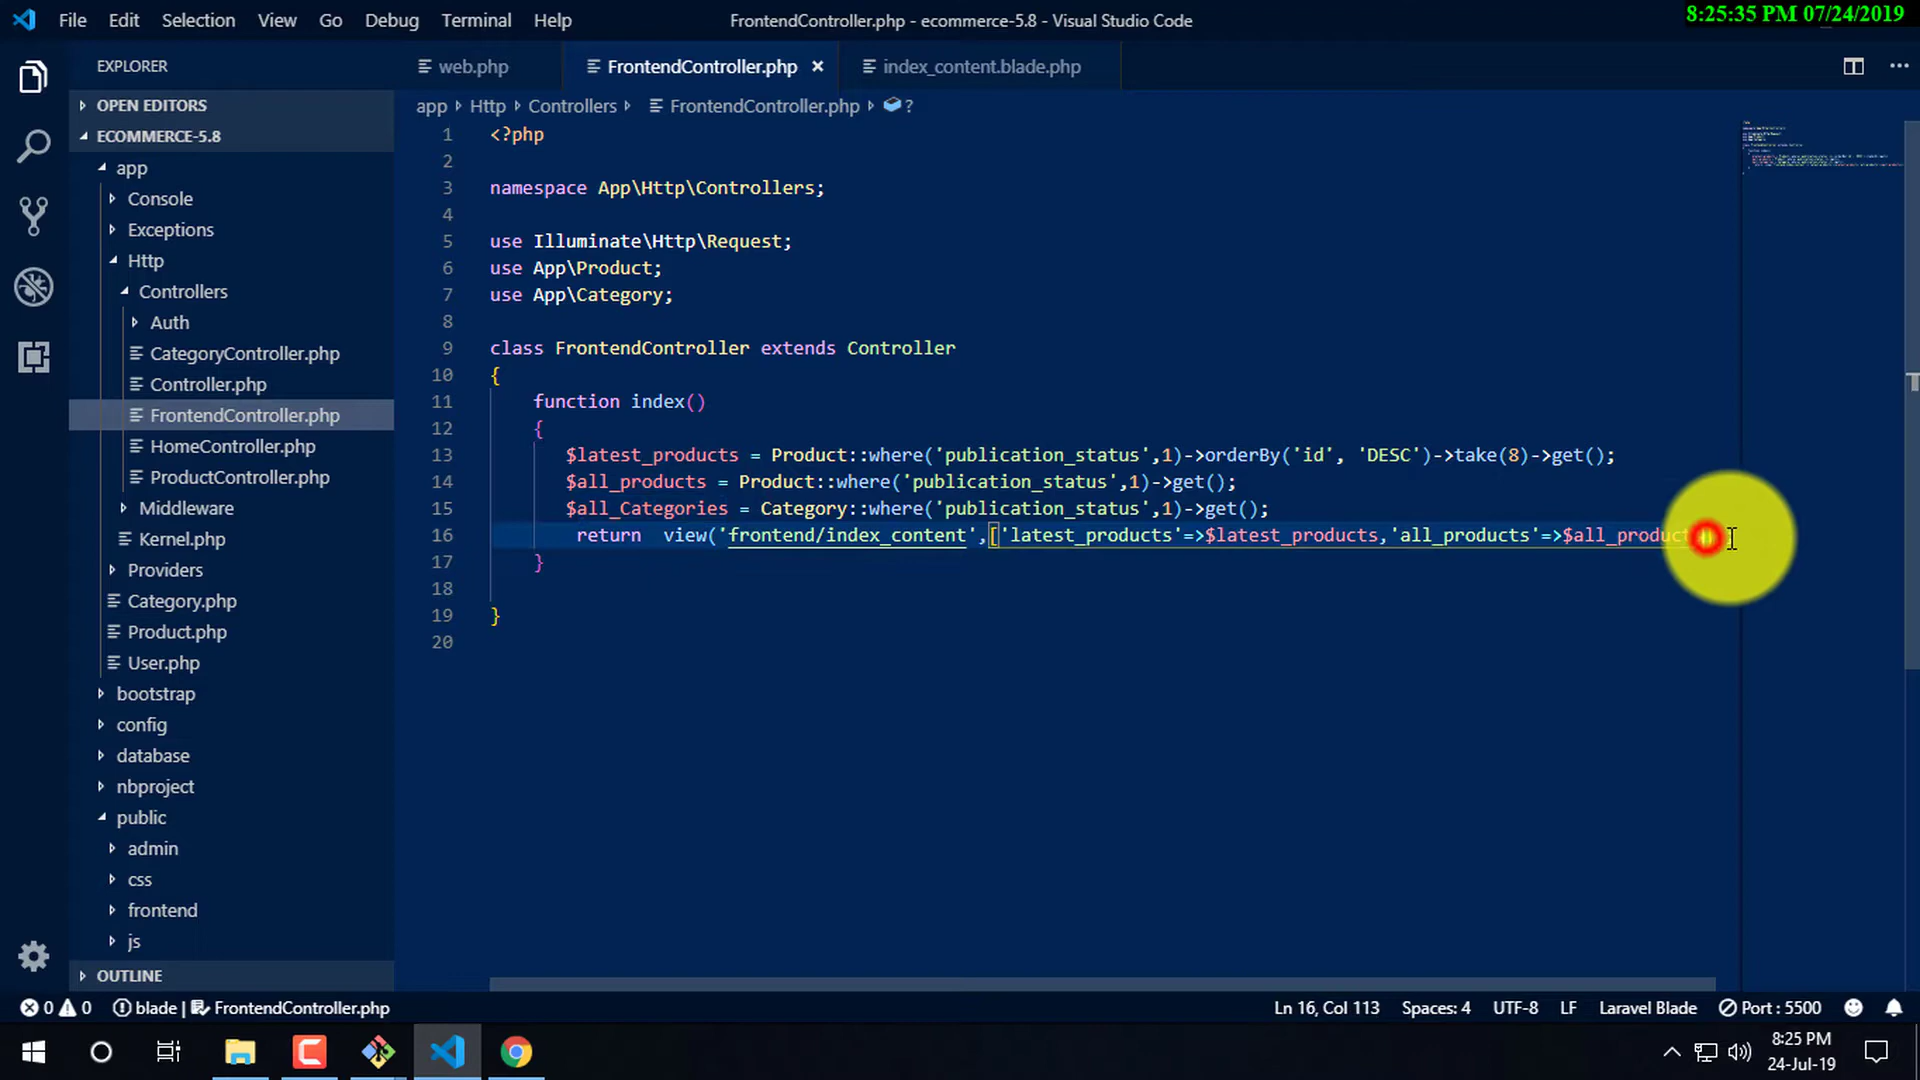 8:25:35 PM 07/24/2019
File Edit Selection View Go Debug Terminal Help
FrontendController.php - ecommerce-5.8 - Visual Studio Code
EXPLORER
OPEN EDITORS
ECOMMERCE-5.8
app
Console
Exceptions
Http
Controllers
Auth
CategoryController.php
Controller.php
FrontendController.php
HomeController.php
ProductController.php
Middleware
Kernel.php
Providers
Category.php
Product.php
User.php
bootstrap
config
database
nbproject
public
admin
css
frontend
js
OUTLINE
web.php FrontendController.php × index_content.blade.php
app Http Controllers FrontendController.php ?
1 <?php
2
3 namespace App\Http\Controllers;
4
5 use Illuminate\Http\Request;
6 use App\Product;
7 use App\Category;
8
9 class FrontendController extends Controller
10 {
11 function index()
12 {
13 $latest_products = Product::where('publication_status',1)->orderBy('id', 'DESC')->take(8)->get();
14 $all_products = Product::where('publication_status',1)->get();
15 $all_Categories = Category::where('publication_status',1)->get();
16 return view('frontend/index_content',['latest_products'=>$latest_products,'all_products'=>$all_product
17 }
18
19 }
20
0 0 blade | FrontendController.php Ln 16, Col 113 Spaces: 4 UTF-8 LF Laravel Blade Port : 5500
8:25 PM
24-Jul-19